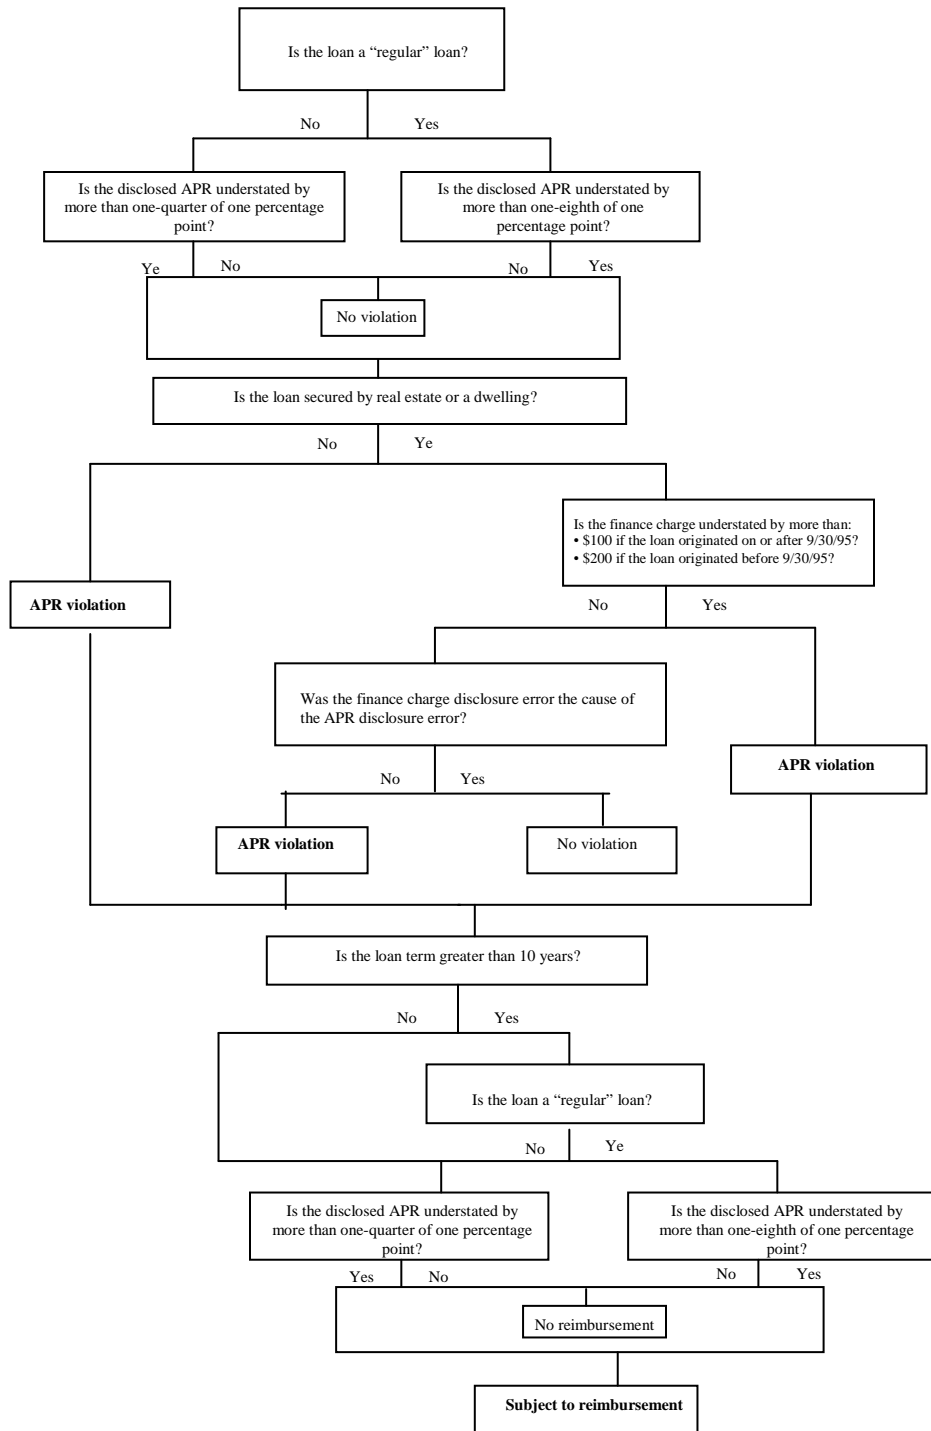 Is the loan a “regular” loan?
No
Yes
Is the disclosed APR understated by
more than one-quarter of one percentage
point?
Is the disclosed APR understated by
more than one-eighth of one
percentage point?
Ye
No
No
Yes
No violation
Is the loan secured by real estate or a dwelling?
No
Ye
Is the finance charge understated by more than:
• $100 if the loan originated on or after 9/30/95?
• $200 if the loan originated before 9/30/95?
APR violation
No
Yes
Was the finance charge disclosure error the cause of
the APR disclosure error?
APR violation
No
Yes
APR violation
No violation
Is the loan term greater than 10 years?
No
Yes
Is the loan a “regular” loan?
No
Ye
Is the disclosed APR understated by
more than one-quarter of one percentage
point?
Is the disclosed APR understated by
more than one-eighth of one percentage
point?
Yes
No
No
Yes
No reimbursement
Subject to reimbursement